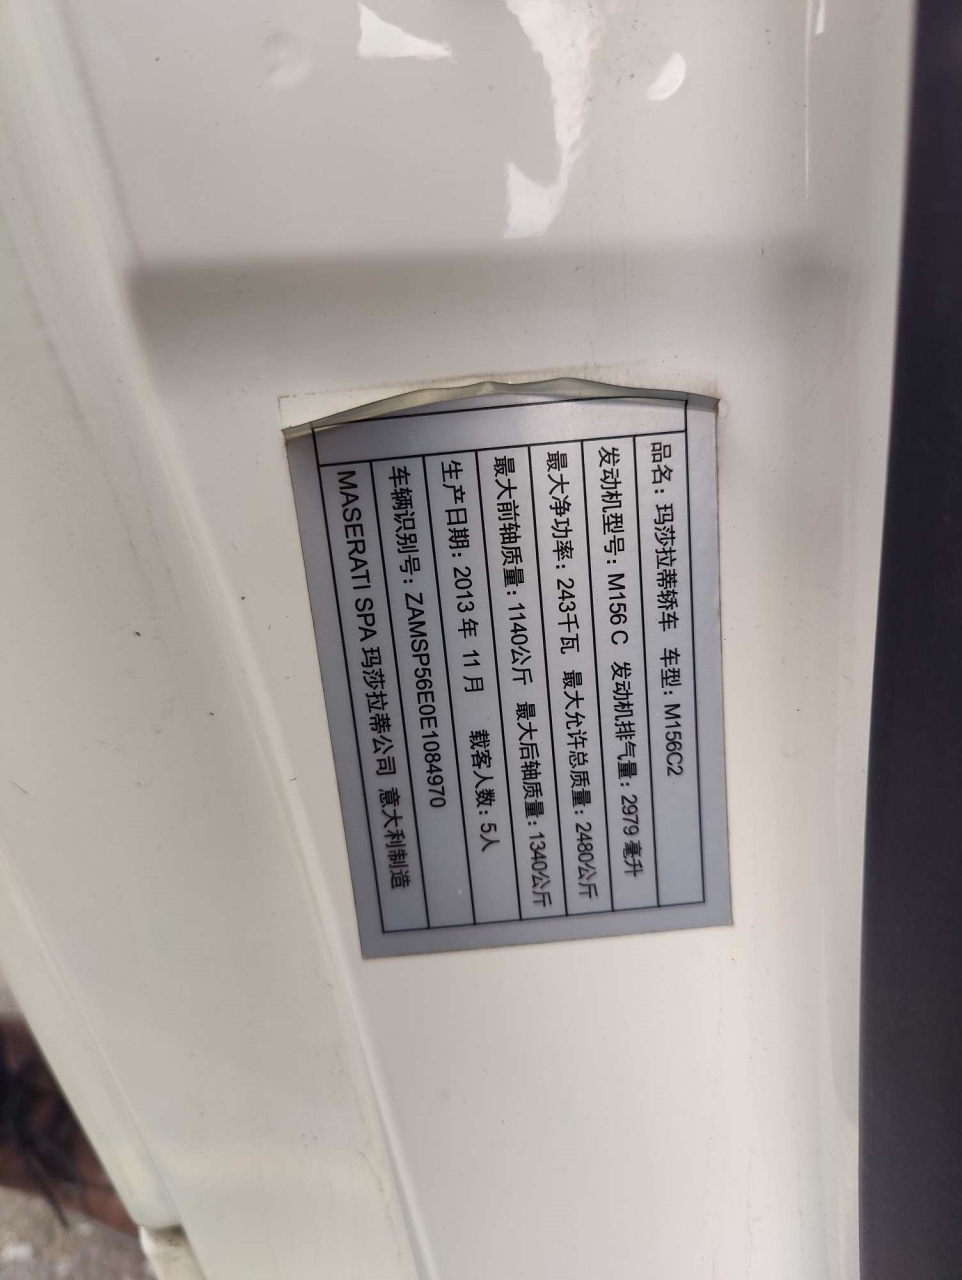 品名：玛莎拉蒂轿车 车型：M156C2
发动机型号：M156 C 发动机排气量：2979 毫升
最大净功率：243千瓦 最大允许总质量：2480公斤
最大前轴质量：1140公斤 最大后轴质量：1340公斤
生产日期：2013 年 11 月 载客人数：5人
车辆识别号：ZAMSP56E0E1084970
MASERATI SPA 玛莎拉蒂公司 意大利制造